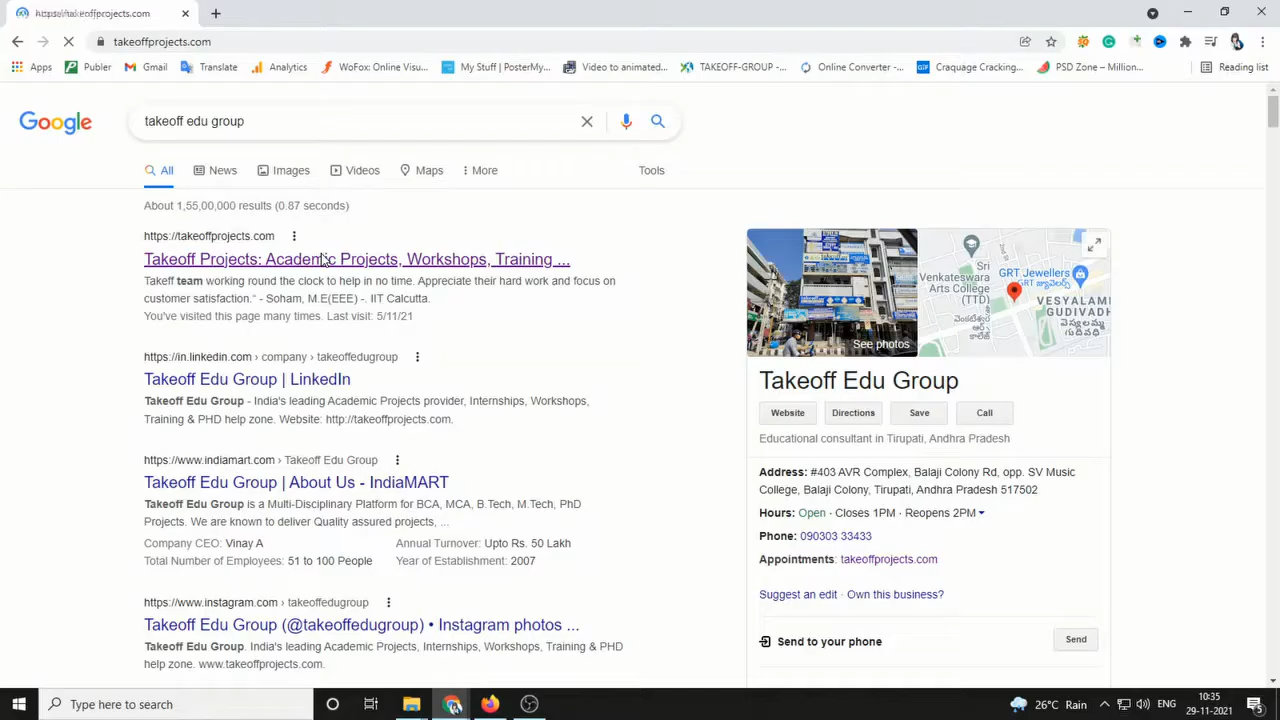 https://takeoffprojects.com
takeoffprojects.com
Apps
Publer
Gmail
Translate
Analytics
WoFox: Online Visu...
My Stuff | PosterMy...
Video to animated...
TAKEOFF-GROUP -...
Online Converter -...
Craquage Cracking...
PSD Zone – Million...
Reading list
Google
takeoff edu group
All
News
Images
Videos
Maps
More
Tools
About 1,55,00,000 results (0.87 seconds)
https://takeoffprojects.com
Takeoff Projects: Academic Projects, Workshops, Training ...
Takeff team working round the clock to help in no time. Appreciate their hard work and focus on
customer satisfaction.“ - Soham, M.E(EEE) -. IIT Calcutta.
You've visited this page many times. Last visit: 5/11/21
https://in.linkedin.com › company › takeoffedugroup
Takeoff Edu Group | LinkedIn
Takeoff Edu Group - India's leading Academic Projects provider, Internships, Workshops,
Training & PHD help zone. Website: http://takeoffprojects.com.
https://www.indiamart.com › Takeoff Edu Group
Takeoff Edu Group | About Us - IndiaMART
Takeoff Edu Group is a Multi-Disciplinary Platform for BCA, MCA, B.Tech, M.Tech, PhD
Projects. We are known to deliver Quality assured projects, ...
Company CEO: Vinay A
Annual Turnover: Upto Rs. 50 Lakh
Total Number of Employees: 51 to 100 People
Year of Establishment: 2007
https://www.instagram.com › takeoffedugroup
Takeoff Edu Group (@takeoffedugroup) • Instagram photos ...
Takeoff Edu Group. India's leading Academic Projects, Internships, Workshops, Training & PHD
help zone. www.takeoffprojects.com.
See photos
Sri
Venkateswara
Arts College
(TTD)
GRT Jewellers
VESYALAM
GUDIVADH
Takeoff Edu Group
Website
Directions
Save
Call
Educational consultant in Tirupati, Andhra Pradesh
Address: #403 AVR Complex, Balaji Colony Rd, opp. SV Music
College, Balaji Colony, Tirupati, Andhra Pradesh 517502
Hours: Open · Closes 1PM · Reopens 2PM
Phone: 090303 33433
Appointments: takeoffprojects.com
Suggest an edit · Own this business?
Send to your phone
Send
Type here to search
26°C Rain
ENG
10:35
29-11-2021
5